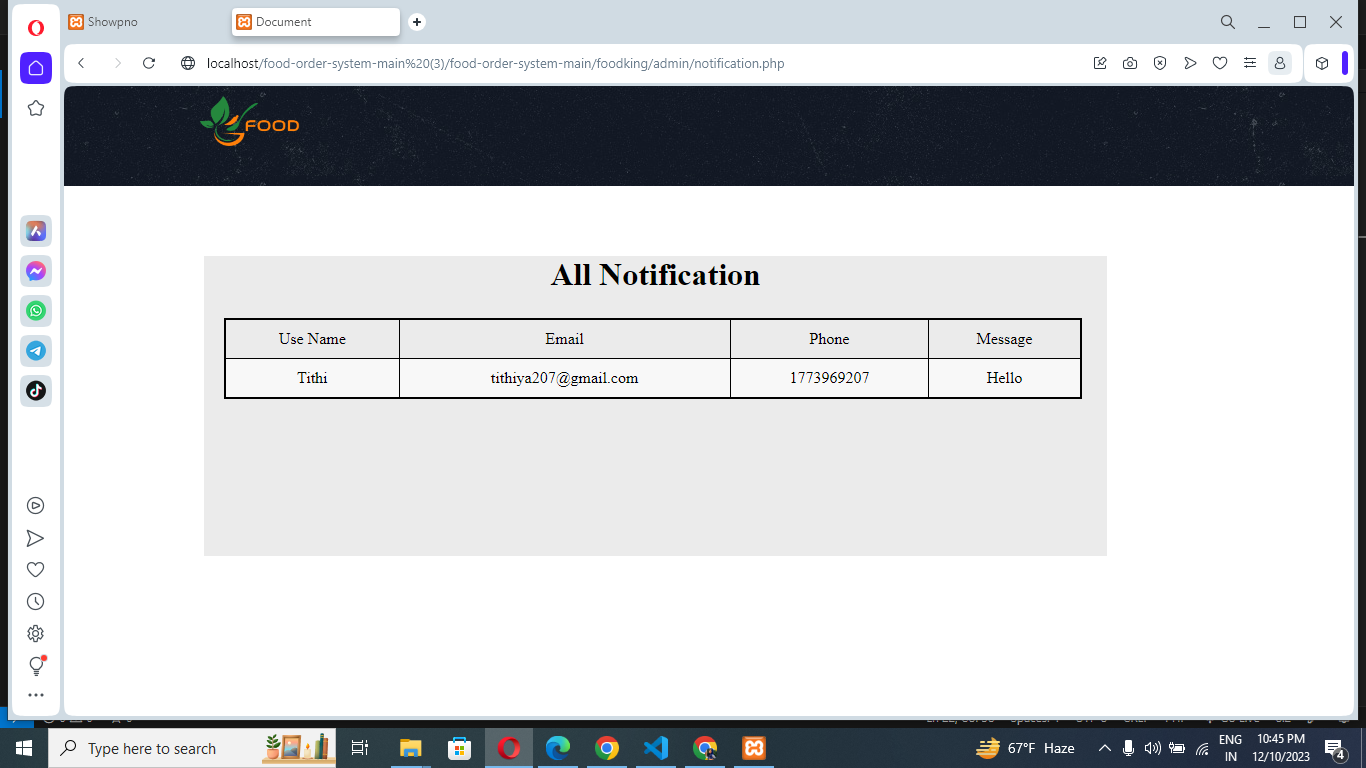 Showpno
Document
localhost/food-order-system-main%20(3)/food-order-system-main/foodking/admin/notification.php
FOOD
All Notification
Use Name Email Phone Message
Tithi tithiya207@gmail.com 1773969207 Hello
Type here to search
67°F Haze
ENG
IN
10:45 PM
12/10/2023
4